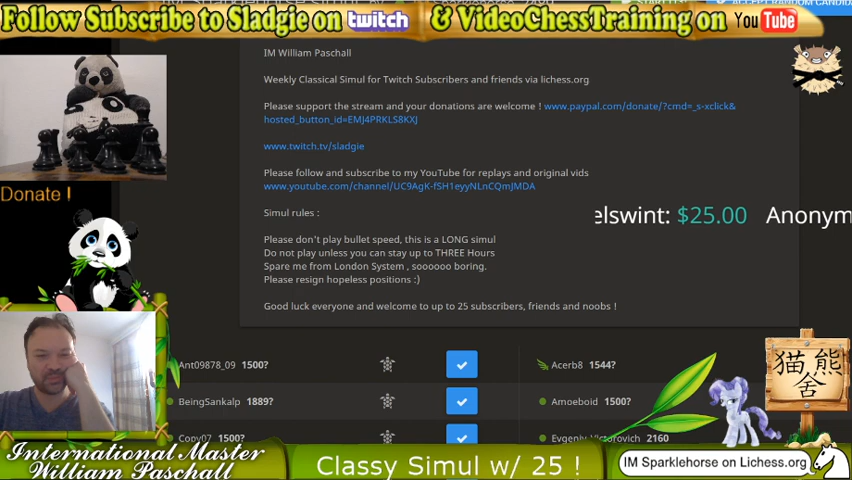 Follow Subscribe to Sladgie on twitch & VideoChessTraining on YouTube
IM William Paschall
Weekly Classical Simul for Twitch Subscribers and friends via lichess.org
Please support the stream and your donations are welcome ! www.paypal.com/donate/?cmd=_s-xclick&
hosted_button_id=EMJ4PRKLS8KXJ
www.twitch.tv/sladgie
Donate !
Please follow and subscribe to my YouTube for replays and original vids
www.youtube.com/channel/UC9AgK-fSH1eyyNLnCQmJMDA
Simul rules :
elswint: $25.00 Anonym
Please don't play bullet speed, this is a LONG simul
Do not play unless you can stay up to THREE Hours
Spare me from London System , soooooo boring.
Please resign hopeless positions :)
Good luck everyone and welcome to up to 25 subscribers, friends and noobs !
Ant09878_09 1500?
Acerb8 1544?
BeingSankalp 1889?
Amoeboid 1500?
Copy07 1500?
Evgeniy_Victorovich 2160
猫熊
舍
International Master
William Paschall
Classy Simul w/ 25 !
IM Sparklehorse on Lichess.org